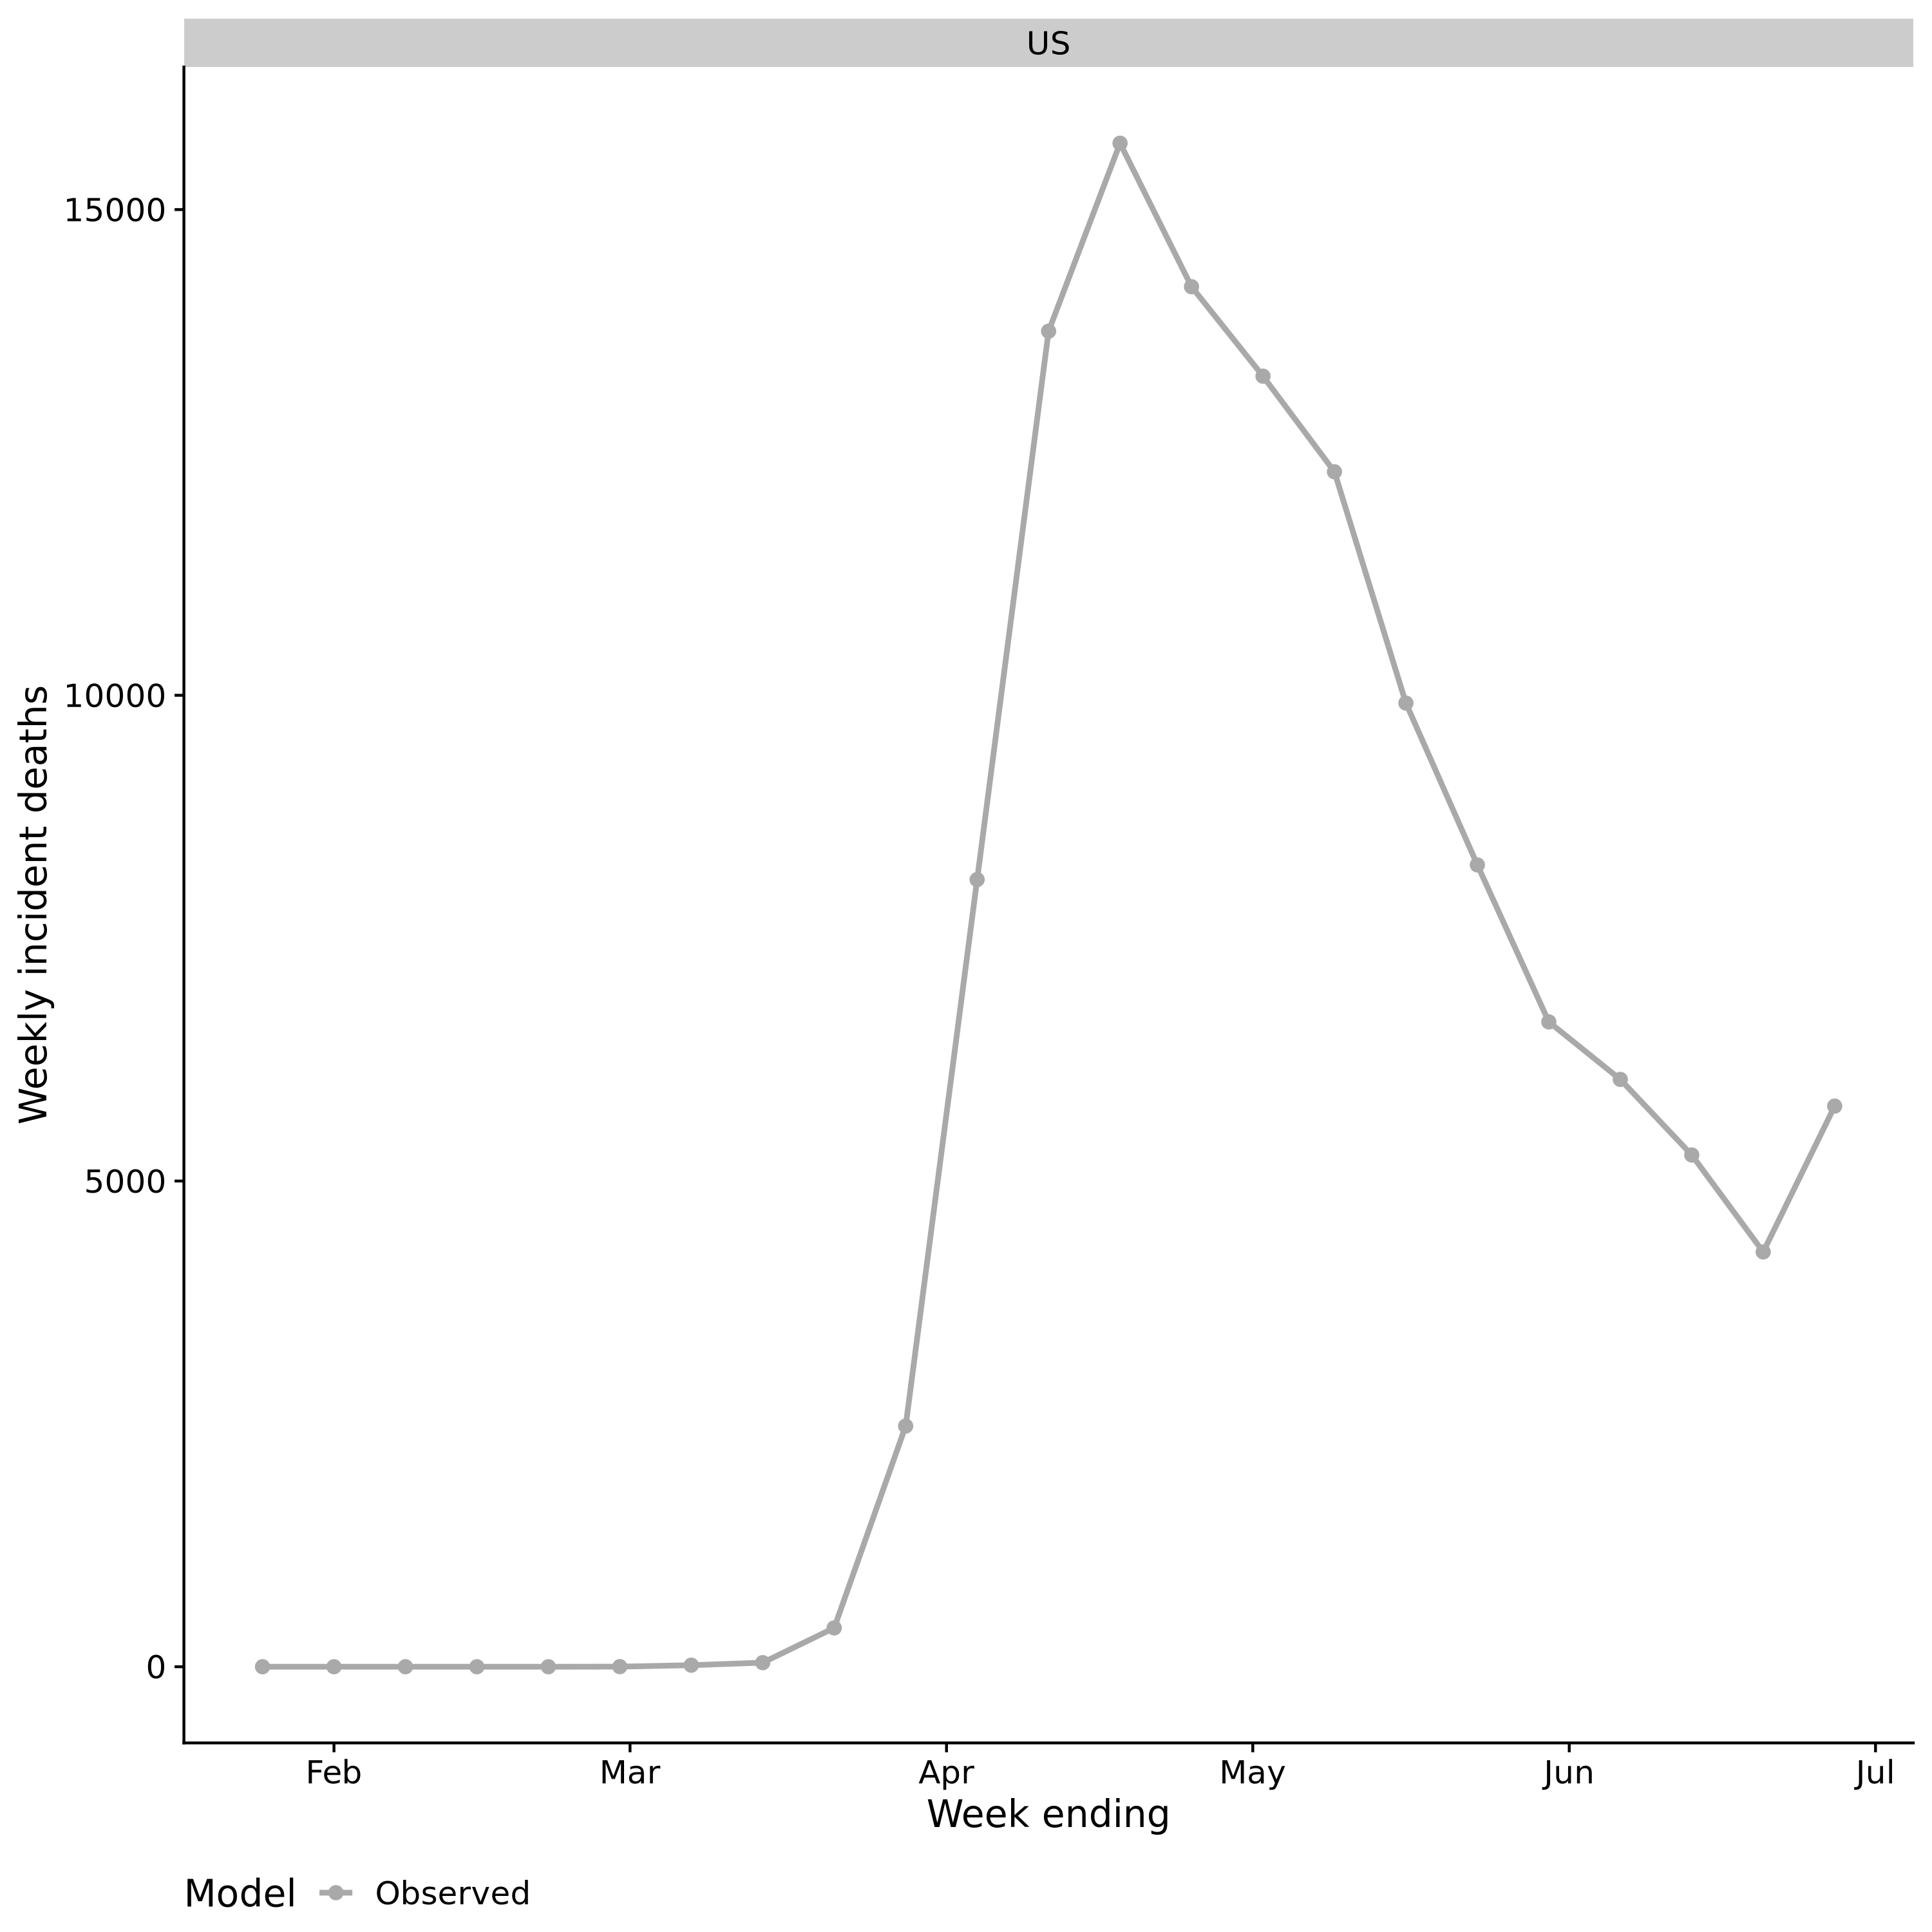 US
Weekly incident deaths
15000
10000
5000
0
Feb Mar Apr May Jun Jul
Week ending
Model Observed